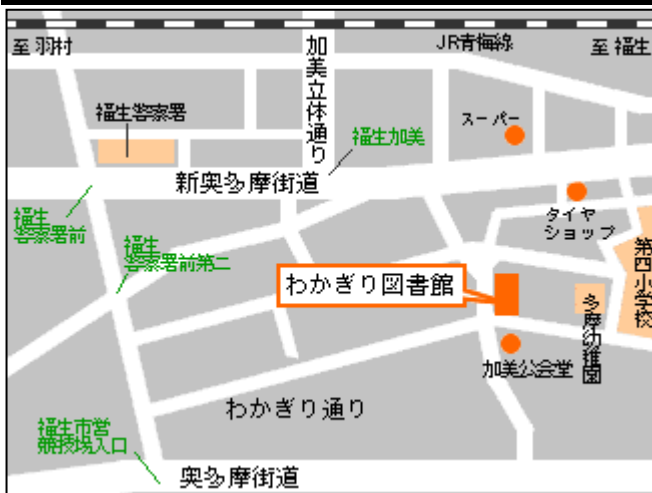 至 羽村
加美立体通り
JR青梅線
至 福生
福生警察署
スーパー
福生加美
新奥多摩街道
福生
警察署前
福生
警察署前第二
タイヤ
ショップ
第四小学校
わかぎり図書館
多摩幼稚園
加美公会堂
わかぎり通り
福生市営
競技場入口
奥多摩街道